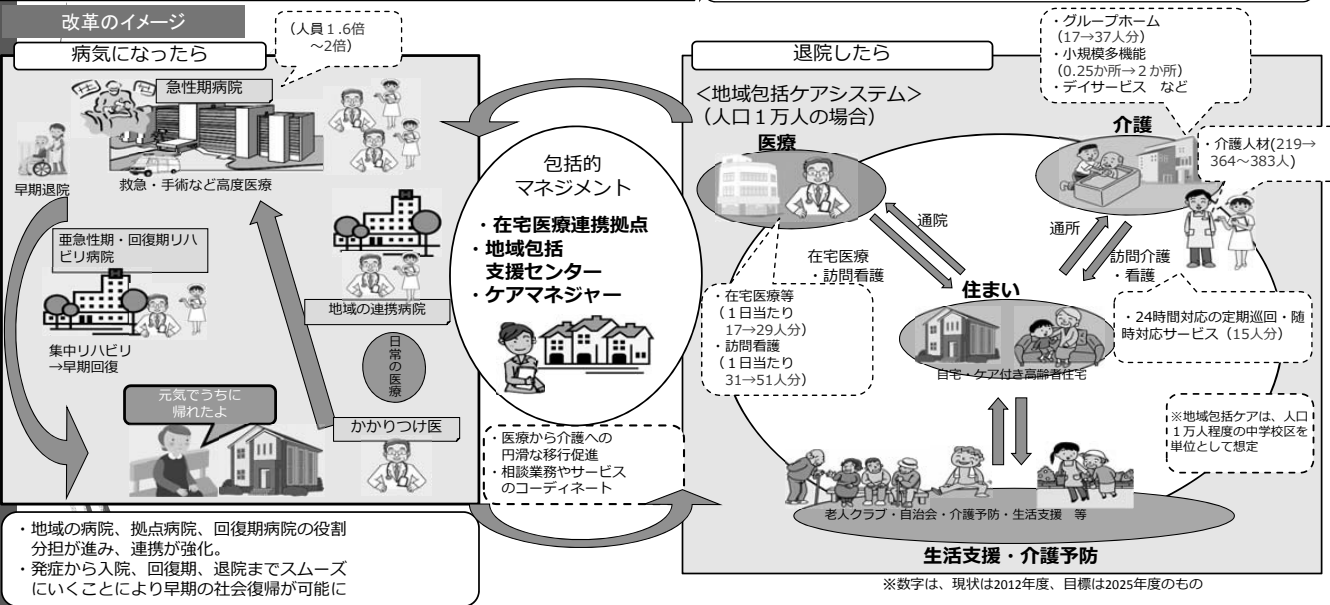 改革のイメージ
病気になったら
(人員1.6倍
~2倍)
急性期病院
早期退院
救急・手術など高度医療
亜急性期・回復期リハ
ビリ病院
集中リハビリ
→早期回復
地域の連携病院
日常の医療
元気でうちに
帰れたよ
かかりつけ医
・地域の病院、拠点病院、回復期病院の役割
分担が進み、連携が強化。
・発症から入院、回復期、退院までスムーズ
にいくことにより早期の社会復帰が可能に
包括的
マネジメント
・在宅医療連携拠点
・地域包括
支援センター
・ケアマネジャー
・医療から介護への
円滑な移行促進
・相談業務やサービス
のコーディネート
退院したら
<地域包括ケアシステム>
(人口1万人の場合)
・グループホーム
(17→37人分)
・小規模多機能
(0.25か所→2か所)
・デイサービス など
医療
介護
・介護人材(219→
364~383人)
通院
在宅医療
・訪問看護
通所
訪問介護
・看護
・在宅医療等
(1日当たり
17→29人分)
・訪問看護
(1日当たり
31→51人分)
住まい
自宅・ケア付き高齢者住宅
・24時間対応の定期巡回・随
時対応サービス(15人分)
※地域包括ケアは、人口
1万人程度の中学校区を
単位として想定
老人クラブ・自治会・介護予防・生活支援 等
生活支援・介護予防
※数字は、現状は2012年度、目標は2025年度のもの